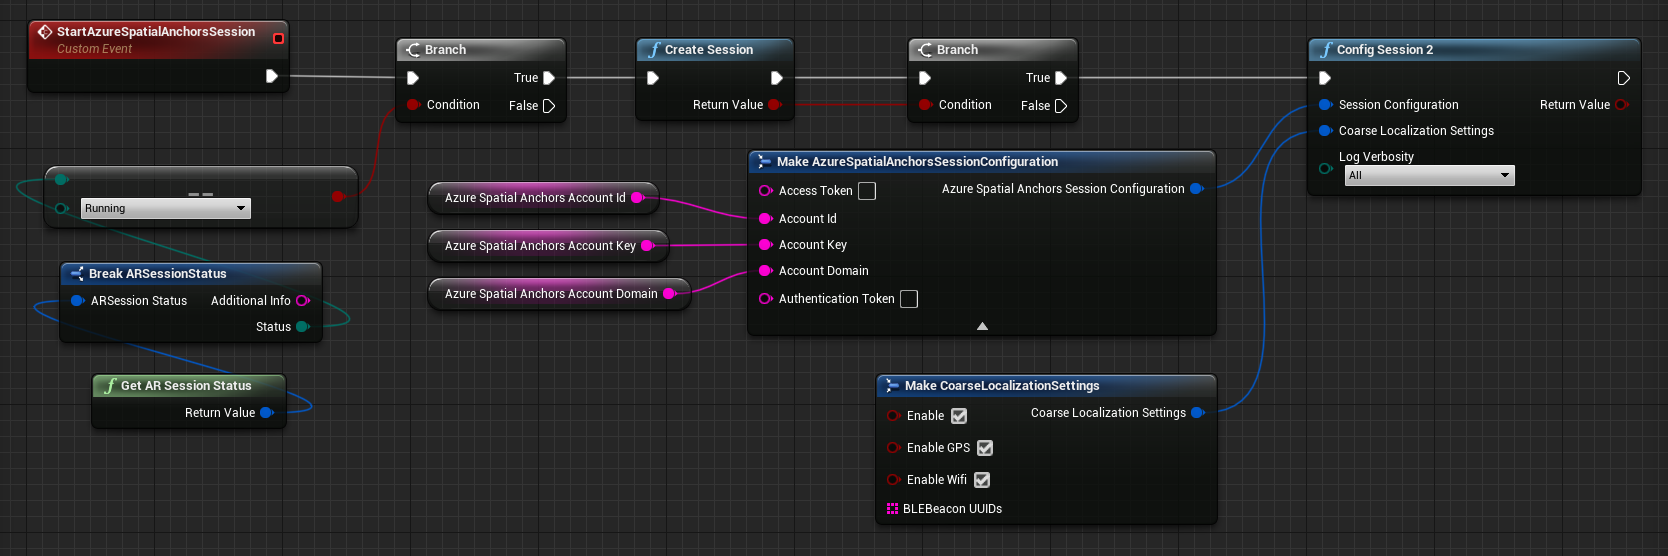 StartAzureSpatialAnchorsSession
Custom Event
Branch
True
Condition
False
Create Session
Return Value
Branch
True
Condition
False
Config Session 2
Session Configuration
Return Value
Coarse Localization Settings
Log Verbosity
All
==
Running
Break ARSessionStatus
ARSession Status
Additional Info
Status
Get AR Session Status
Return Value
Azure Spatial Anchors Account Id
Azure Spatial Anchors Account Key
Azure Spatial Anchors Account Domain
Make AzureSpatialAnchorsSessionConfiguration
Access Token
Azure Spatial Anchors Session Configuration
Account Id
Account Key
Account Domain
Authentication Token
Make CoarseLocalizationSettings
Enable
Coarse Localization Settings
Enable GPS
Enable Wifi
BLEBeacon UUIDs